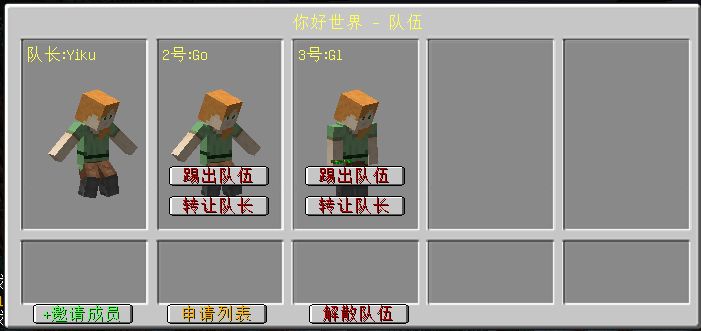 你好世界 - 队伍
队长:Yiku
2号:Go
3号:Gl
踢出队伍
踢出队伍
转让队长
转让队长
+邀请成员
申请列表
解散队伍